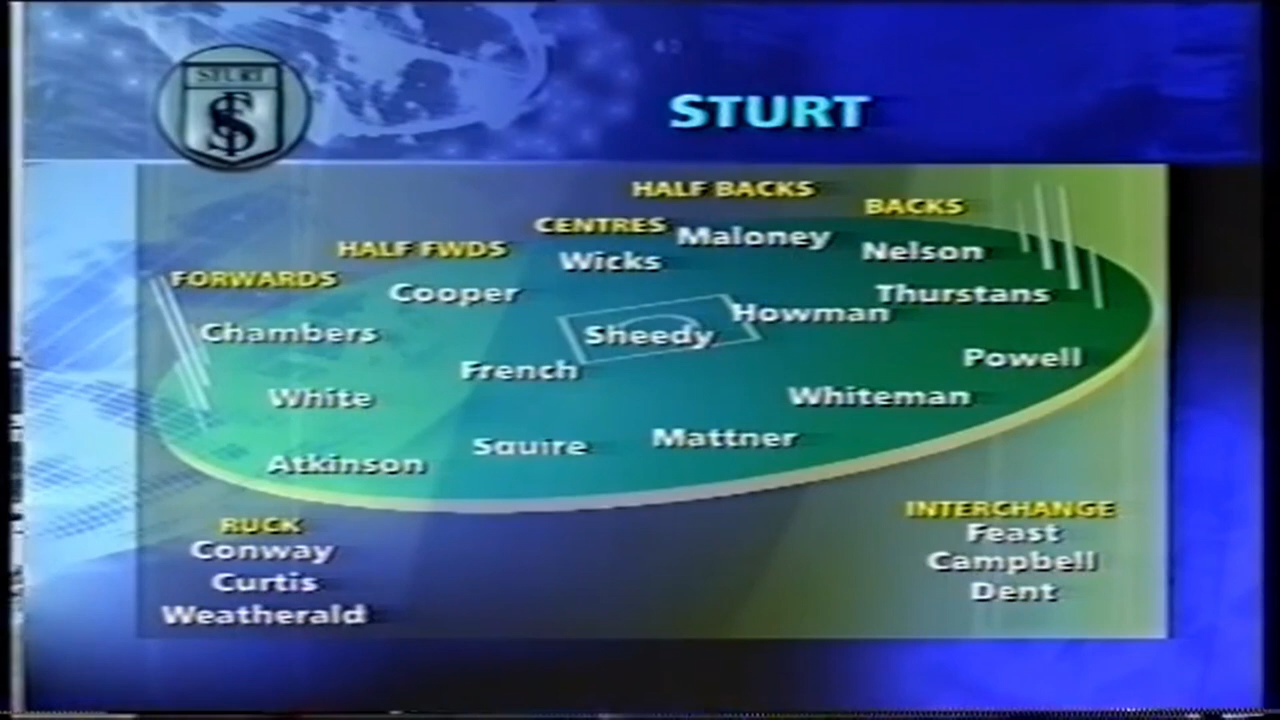 STURT
STURT
HALF BACKS
BACKS
CENTRES
Maloney
HALF FWDS
Wicks
Nelson
FORWARDS
Cooper
Thurstans
Chambers
Sheedy
Howman
French
Powell
White
Whiteman
Squire
Mattner
Atkinson
RUCK
Conway
Curtis
Weatherald
INTERCHANGE
Feast
Campbell
Dent